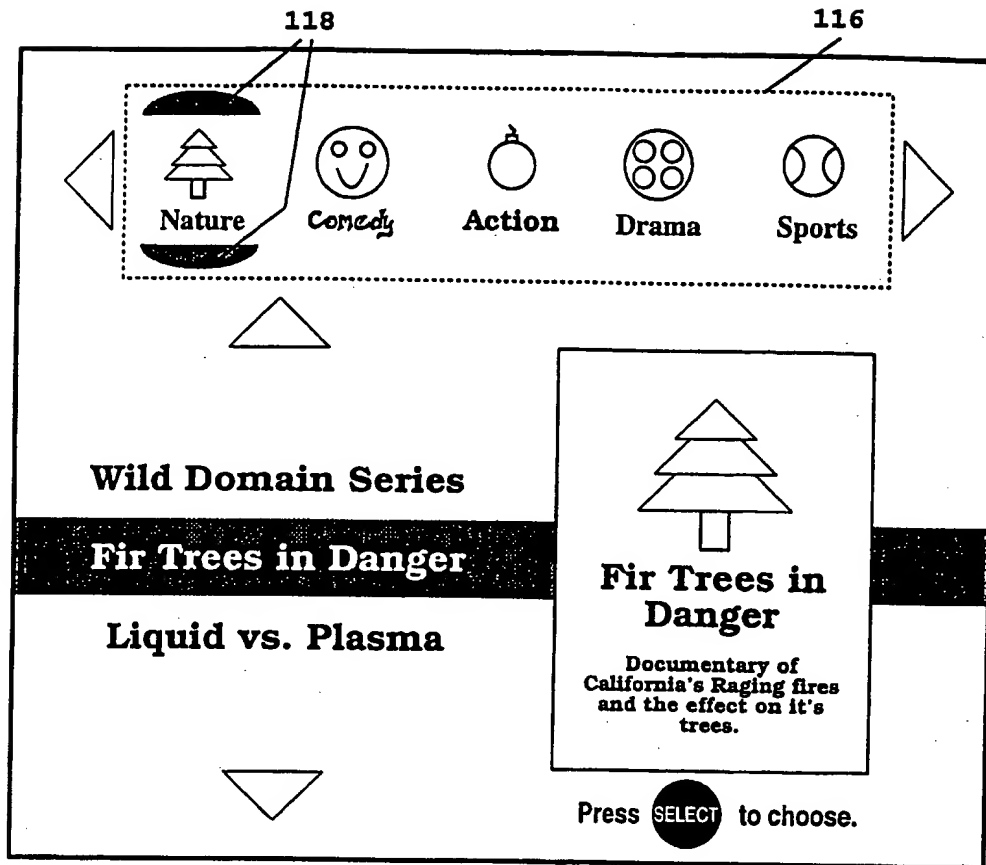 118
116
Nature
Comedy
Action
Drama
Sports
Wild Domain Series
Fir Trees in Danger
Liquid vs. Plasma
Fir Trees in
Danger
Documentary of
California's Raging fires
and the effect on it's
trees.
Press SELECT to choose.